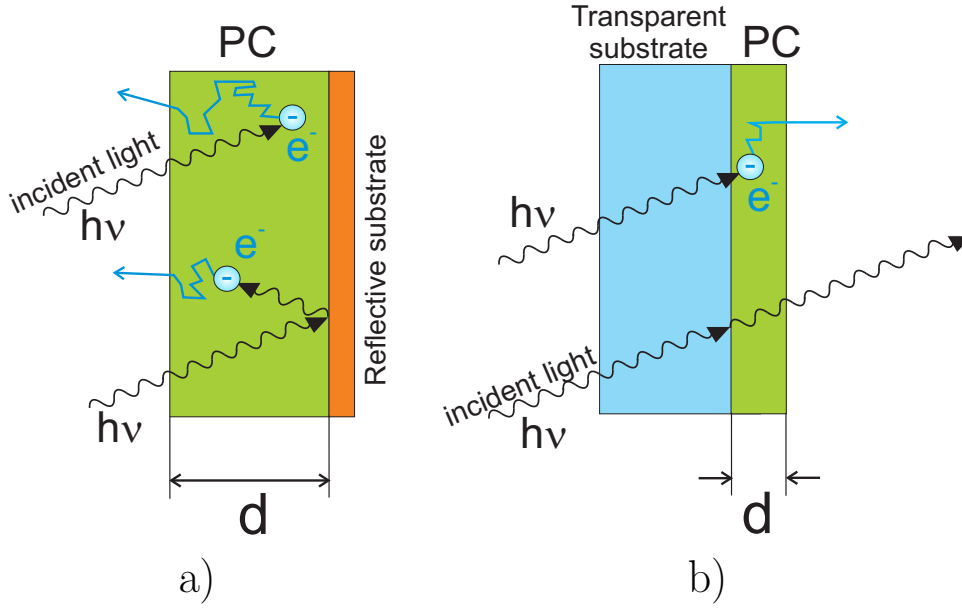 PC
e⁻
incident light
hν
e⁻
hν
Reflective substrate
d
a)
Transparent
substrate
PC
e⁻
hν
incident light
hν
d
b)